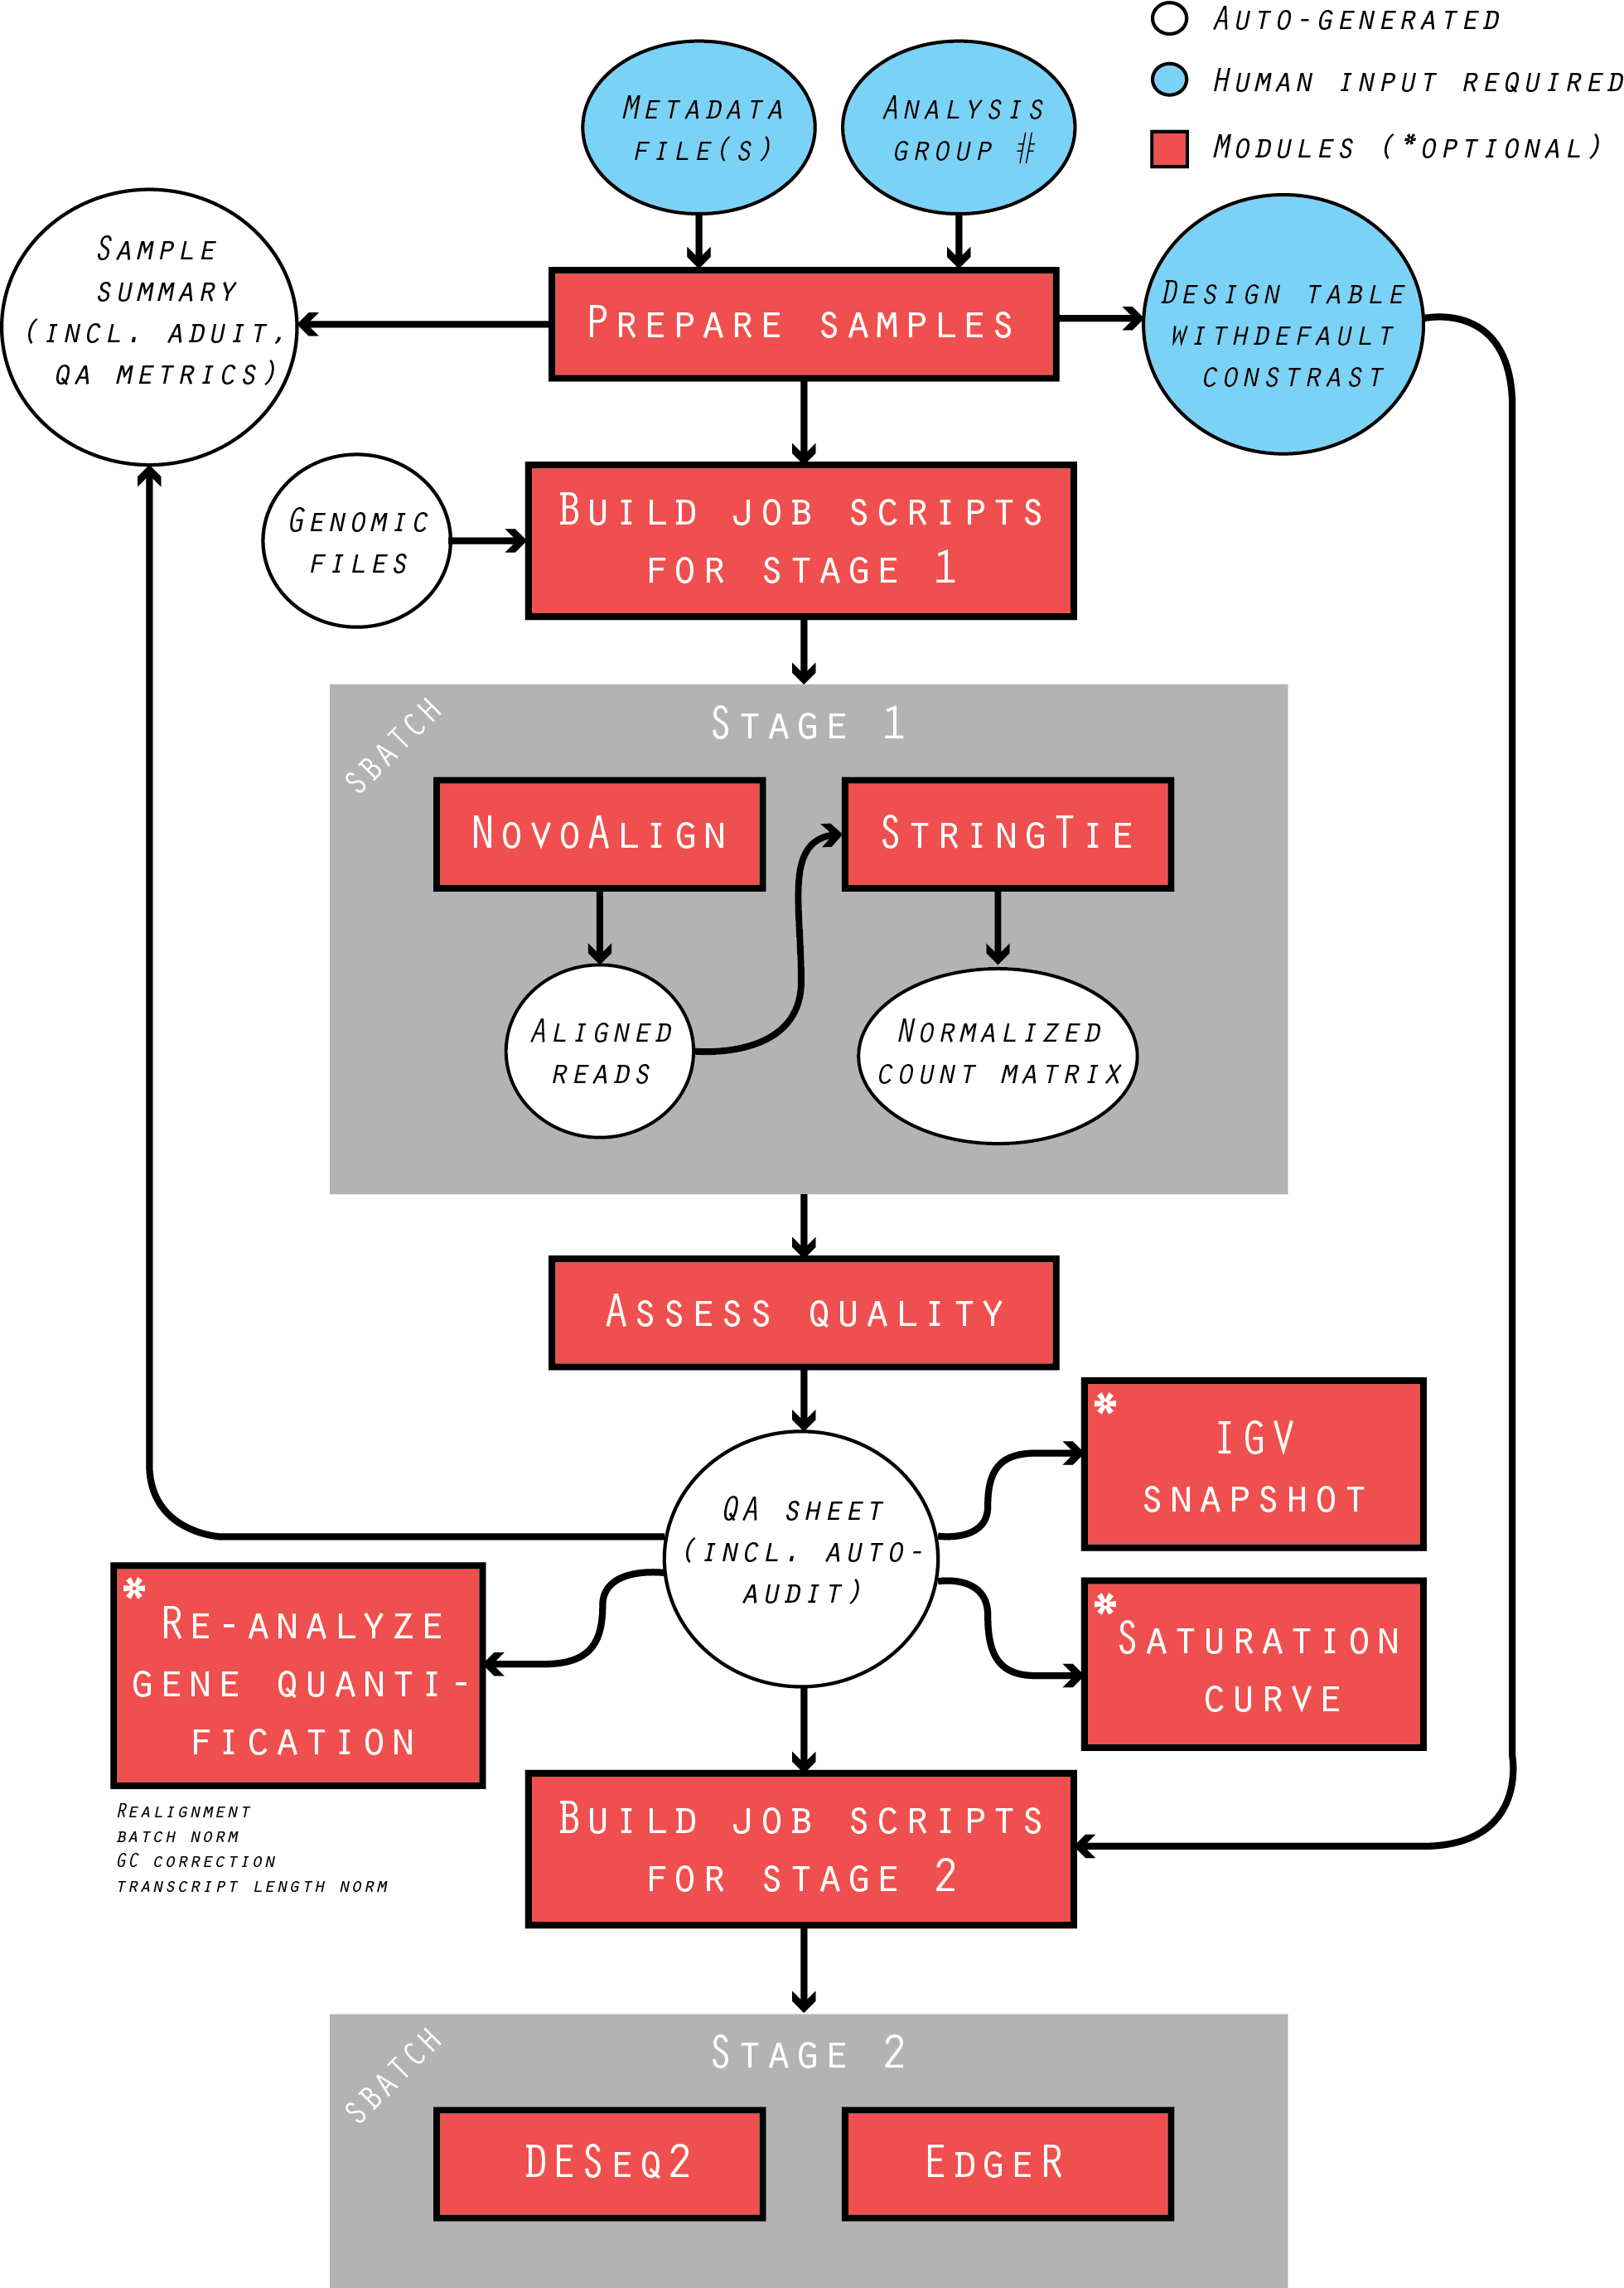 Auto-generated
Human input required
Modules (*optional)
Metadata
file(s)
Analysis
group #
Sample
summary
(incl. aduit,
QA metrics)
Prepare samples
Design table
withdefault
constrast
Genomic
files
Build job scripts
for stage 1
SBATCH
Stage 1
NovoAlign
StringTie
Aligned
reads
Normalized
count matrix
Assess quality
QA sheet
(incl. auto-
audit)
*
IGV
snapshot
*
Saturation
curve
*
Re-analyze
gene quanti-
fication
Realignment
batch norm
GC correction
transcript length norm
Build job scripts
for stage 2
SBATCH
Stage 2
DESeq2
EdgeR